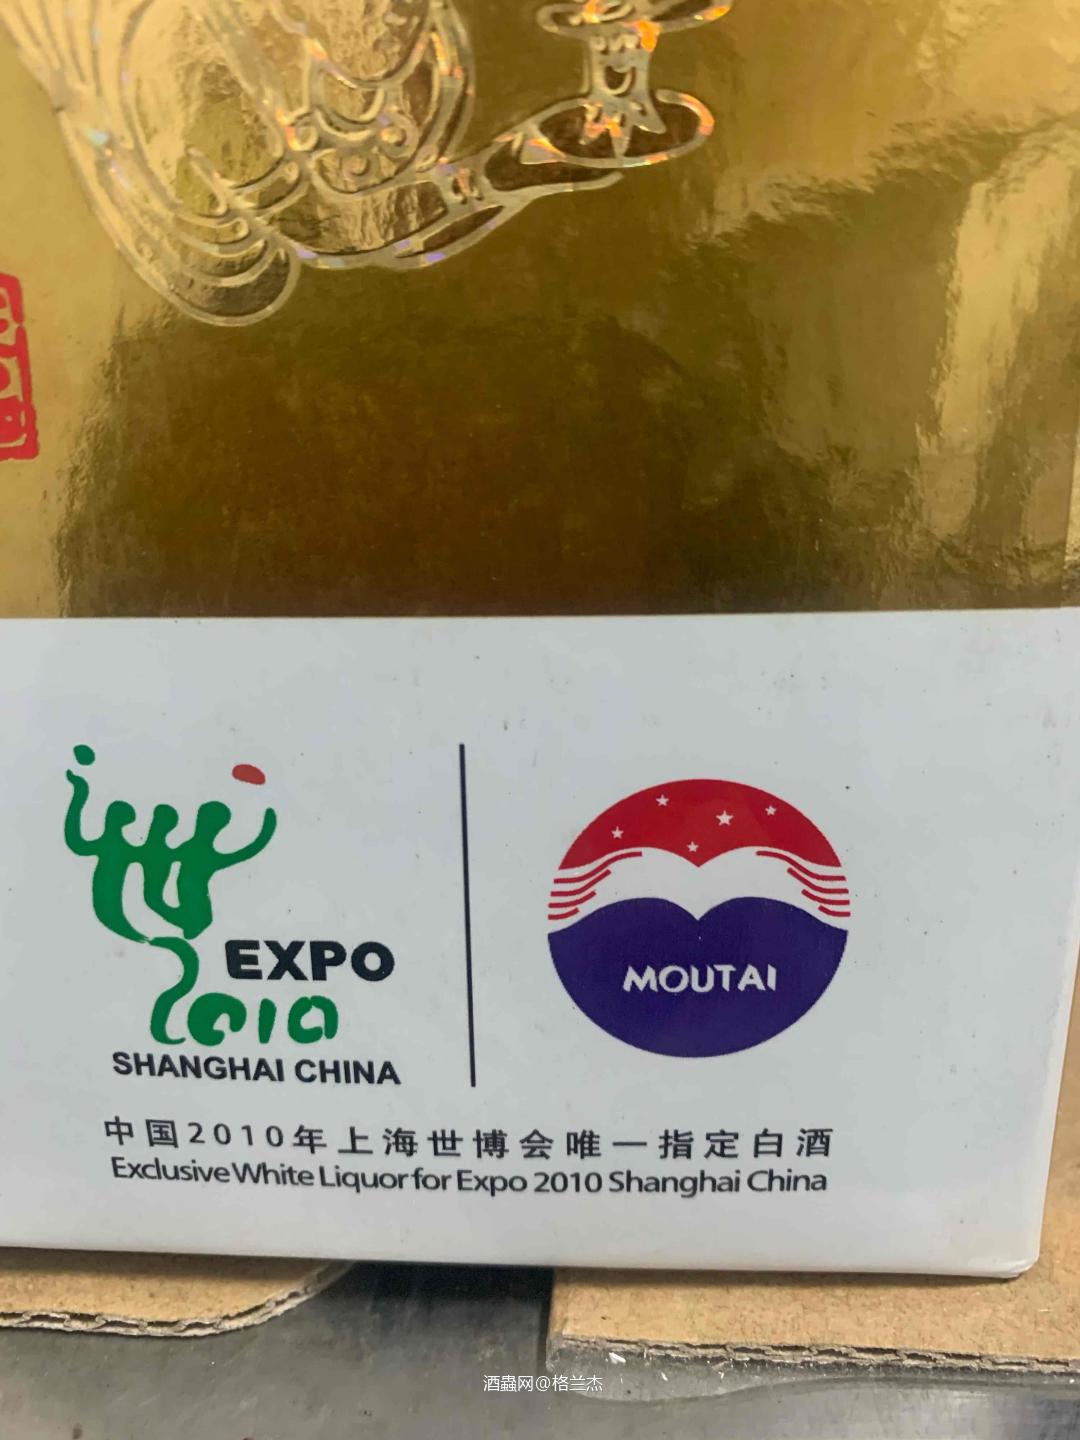 EXPO
2010
SHANGHAI CHINA
MOUTAI
中国2010年上海世博会唯一指定白酒
Exclusive White Liquor for Expo 2010 Shanghai China
酒蟲网@格兰杰